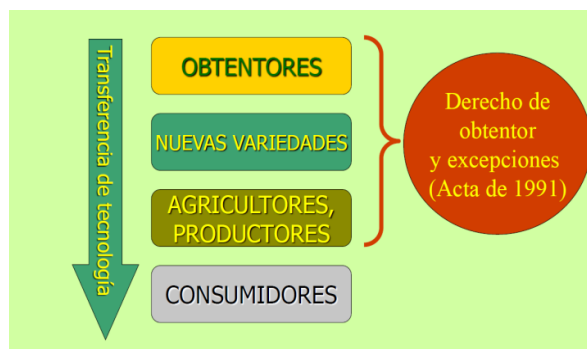 Transferencia de tecnología
OBTENTORES
NUEVAS VARIEDADES
AGRICULTORES,
PRODUCTORES
CONSUMIDORES
Derecho de
obtentor
y excepciones
(Acta de 1991)